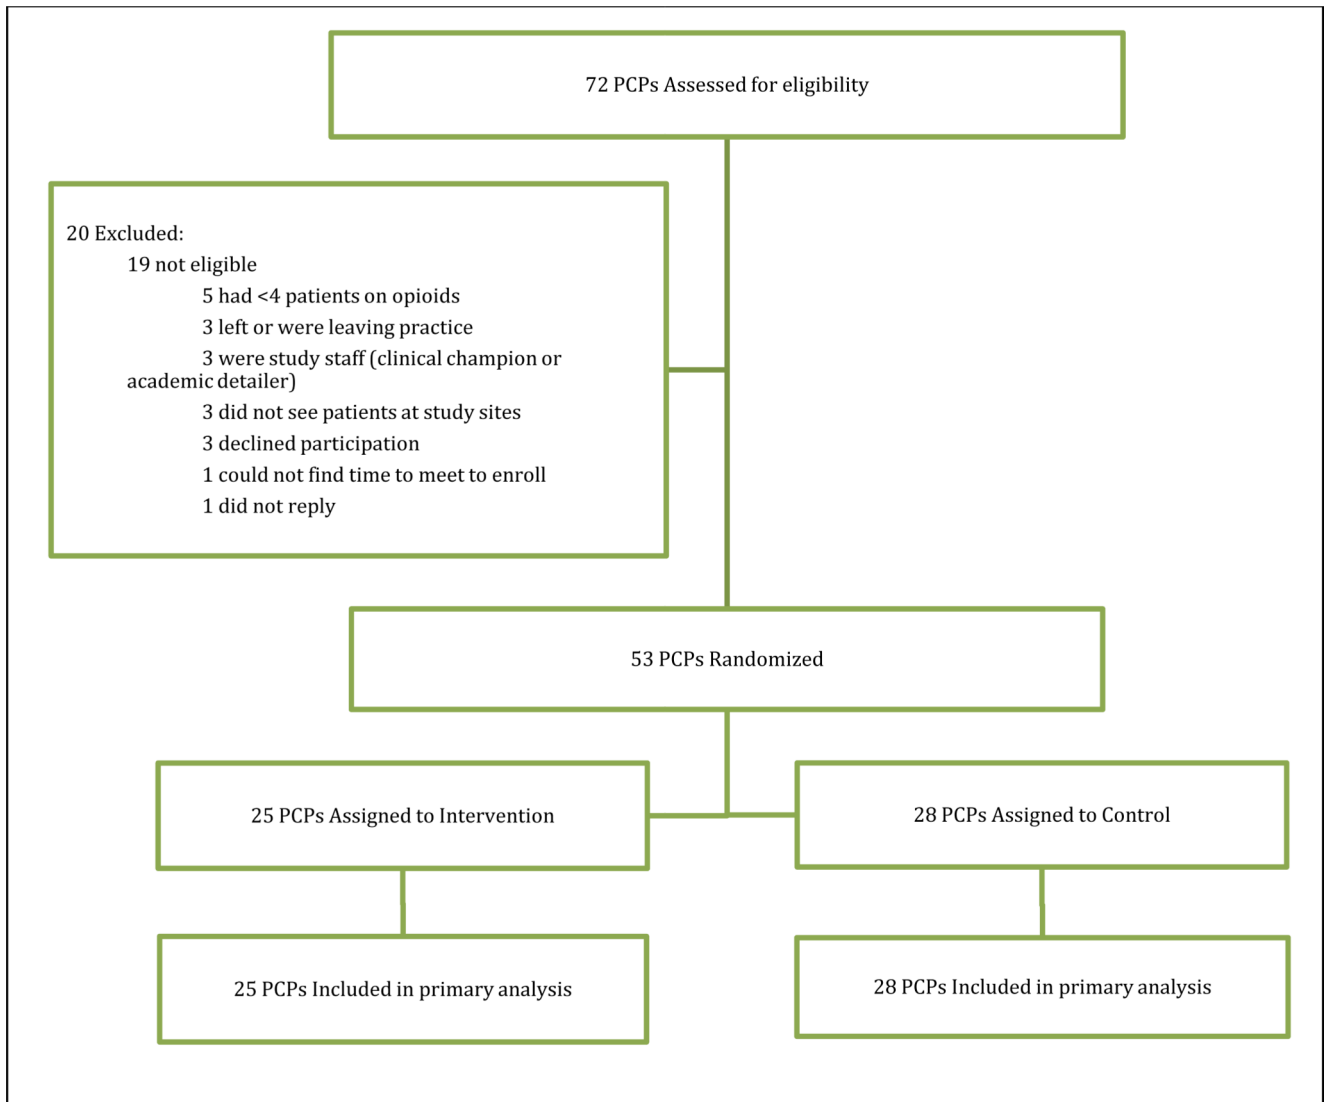 72 PCPs Assessed for eligibility
20 Excluded:
19 not eligible
5 had <4 patients on opioids
3 left or were leaving practice
3 were study staff (clinical champion or
academic detailer)
3 did not see patients at study sites
3 declined participation
1 could not find time to meet to enroll
1 did not reply
53 PCPs Randomized
25 PCPs Assigned to Intervention
28 PCPs Assigned to Control
25 PCPs Included in primary analysis
28 PCPs Included in primary analysis